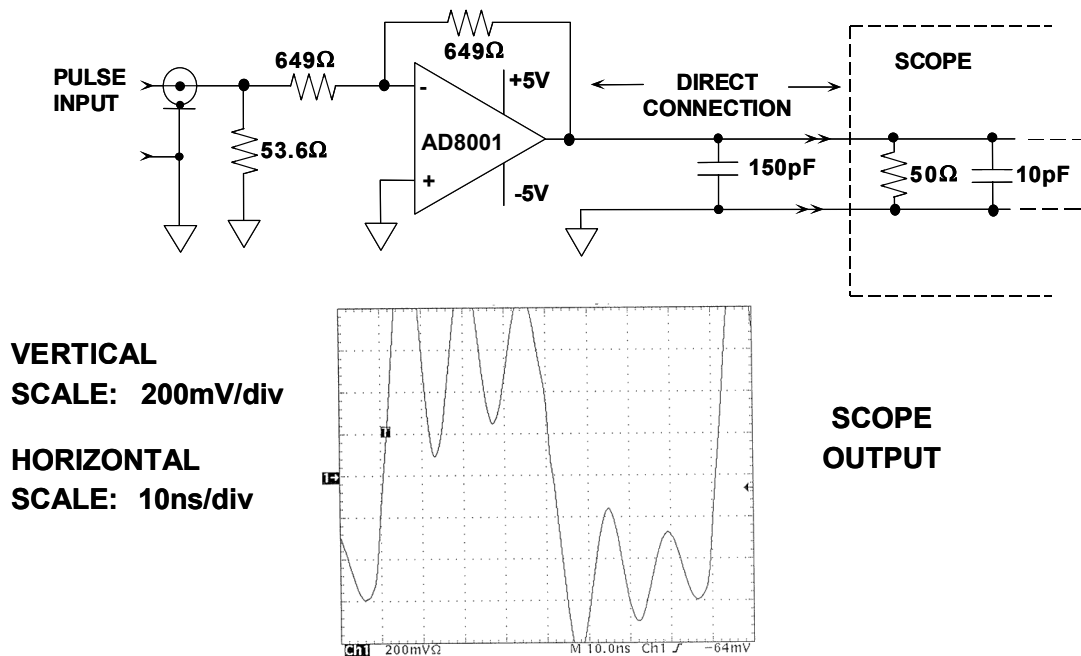 649Ω
649Ω
PULSE
INPUT
53.6Ω
-
+
AD8001
+5V
-5V
DIRECT
CONNECTION
150pF
SCOPE
50Ω
10pF
VERTICAL
SCALE: 200mV/div
HORIZONTAL
SCALE: 10ns/div
T
1
SCOPE
OUTPUT
Ch1 200mVΩ M 10.0ns Ch1 -64mV